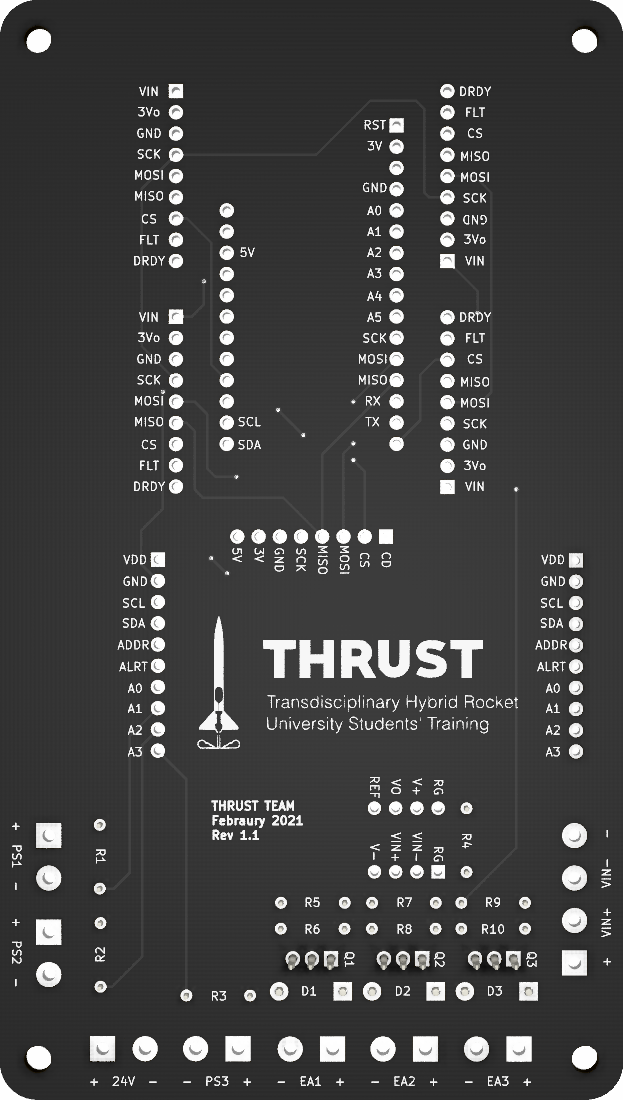 VIN
3Vo
GND
SCK
MOSI
MISO
CS
FLT
DRDY
5V
SCL
SDA
RST
3V
GND
A0
A1
A2
A3
A4
A5
SCK
MOSI
MISO
RX
TX
DRDY
FLT
CS
MISO
MOSI
SCK
GND
3Vo
VIN
VIN
3Vo
GND
SCK
MOSI
MISO
CS
FLT
DRDY
DRDY
FLT
CS
MISO
MOSI
SCK
GND
3Vo
VIN
5V 3V GND SCK MISO MOSI CS CD
VDD
GND
SCL
SDA
ADDR
ALRT
A0
A1
A2
A3
VDD
GND
SCL
SDA
ADDR
ALRT
A0
A1
A2
A3
THRUST
Transdisciplinary Hybrid Rocket
University Students' Training
THRUST TEAM
Febraury 2021
Rev 1.1
REF VO V+ RG
V- VIN+ VIN- RG
R4
+ PS1 -
+ PS2 -
R1
R2
- VIN- VIN+ +
R5 R7 R9
R6 R8 R10
Q1 Q2 Q3
R3 D1 D2 D3
+ 24V - - PS3 + - EA1 + - EA2 + - EA3 +